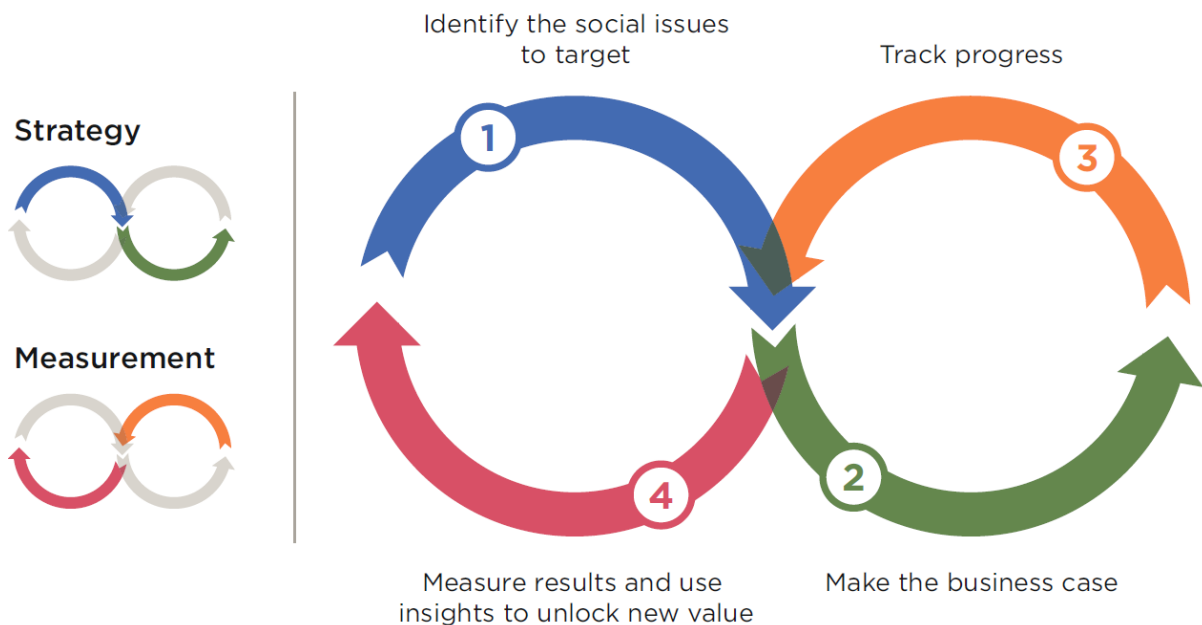 Strategy
Measurement
Identify the social issues
to target
1
Track progress
3
2
Make the business case
4
Measure results and use
insights to unlock new value